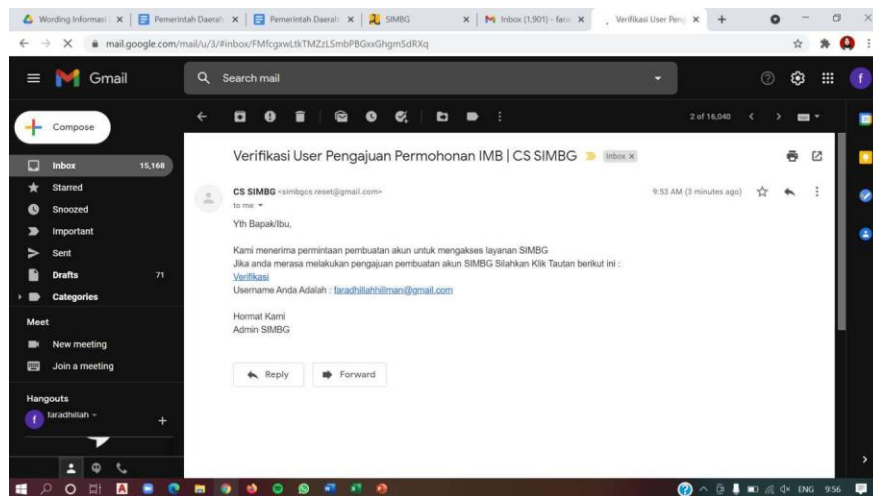 Wording Informasi
Pemerintah Daerah
Pemerintah Daerah
SIMBG
Inbox (1,901) - fara
Verifikasi User Peng
mail.google.com/mail/u/3/#inbox/FMfcgxwLtkTMZzLSmbPBGxxGhgmSdRXq
Gmail
Search mail
f
Compose
2 of 16,040
Inbox 15,168
Starred
Snoozed
Important
Sent
Drafts 71
Categories
Meet
New meeting
Join a meeting
Hangouts
f
faradhillah
Verifikasi User Pengajuan Permohonan IMB | CS SIMBG
Inbox x
CS SIMBG <simbgcs.reset@gmail.com>
9:53 AM (3 minutes ago)
to me
Yth Bapak/Ibu,
Kami menerima permintaan pembuatan akun untuk mengakses layanan SIMBG
Jika anda merasa melakukan pengajuan pembuatan akun SIMBG Silahkan Klik Tautan berikut ini :
Verifikasi
Username Anda Adalah : faradhillahhillman@gmail.com
Hormat Kami
Admin SIMBG
Reply
Forward
ENG 9:56